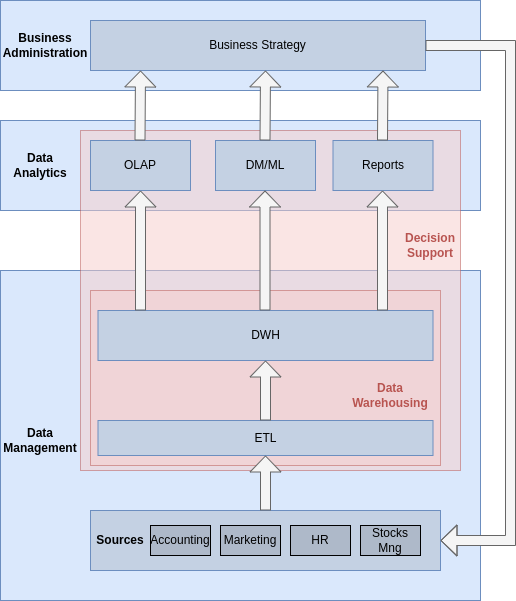 Business
Administration
Business Strategy
Data
Analytics
OLAP
DM/ML
Reports
Decision
Support
DWH
Data
Warehousing
Data
Management
ETL
Sources
Accounting
Marketing
HR
Stocks
Mng